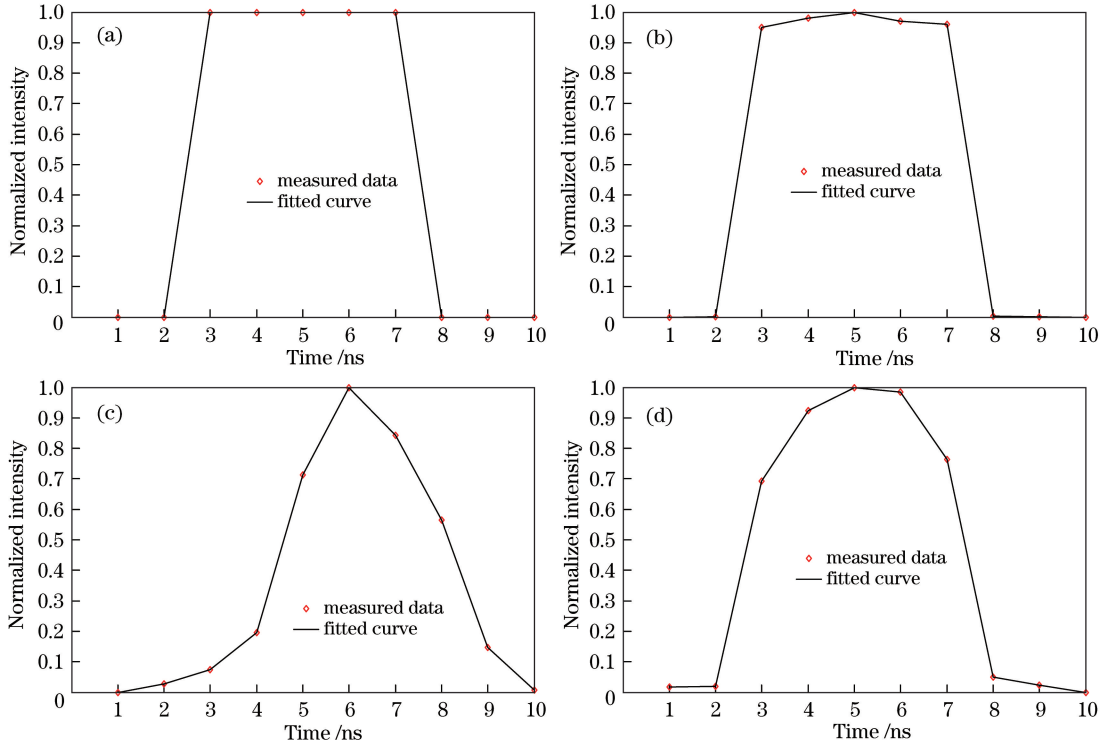 (a)
1.0
0.9
0.8
0.7
0.6
0.5
0.4
0.3
0.2
0.1
0
Normalized intensity
measured data
fitted curve
1 2 3 4 5 6 7 8 9 10
Time /ns
(b)
1.0
0.9
0.8
0.7
0.6
0.5
0.4
0.3
0.2
0.1
0
Normalized intensity
measured data
fitted curve
1 2 3 4 5 6 7 8 9 10
Time /ns
(c)
1.0
0.9
0.8
0.7
0.6
0.5
0.4
0.3
0.2
0.1
0
Normalized intensity
measured data
fitted curve
1 2 3 4 5 6 7 8 9 10
Time /ns
(d)
1.0
0.9
0.8
0.7
0.6
0.5
0.4
0.3
0.2
0.1
0
Normalized intensity
measured data
fitted curve
1 2 3 4 5 6 7 8 9 10
Time /ns